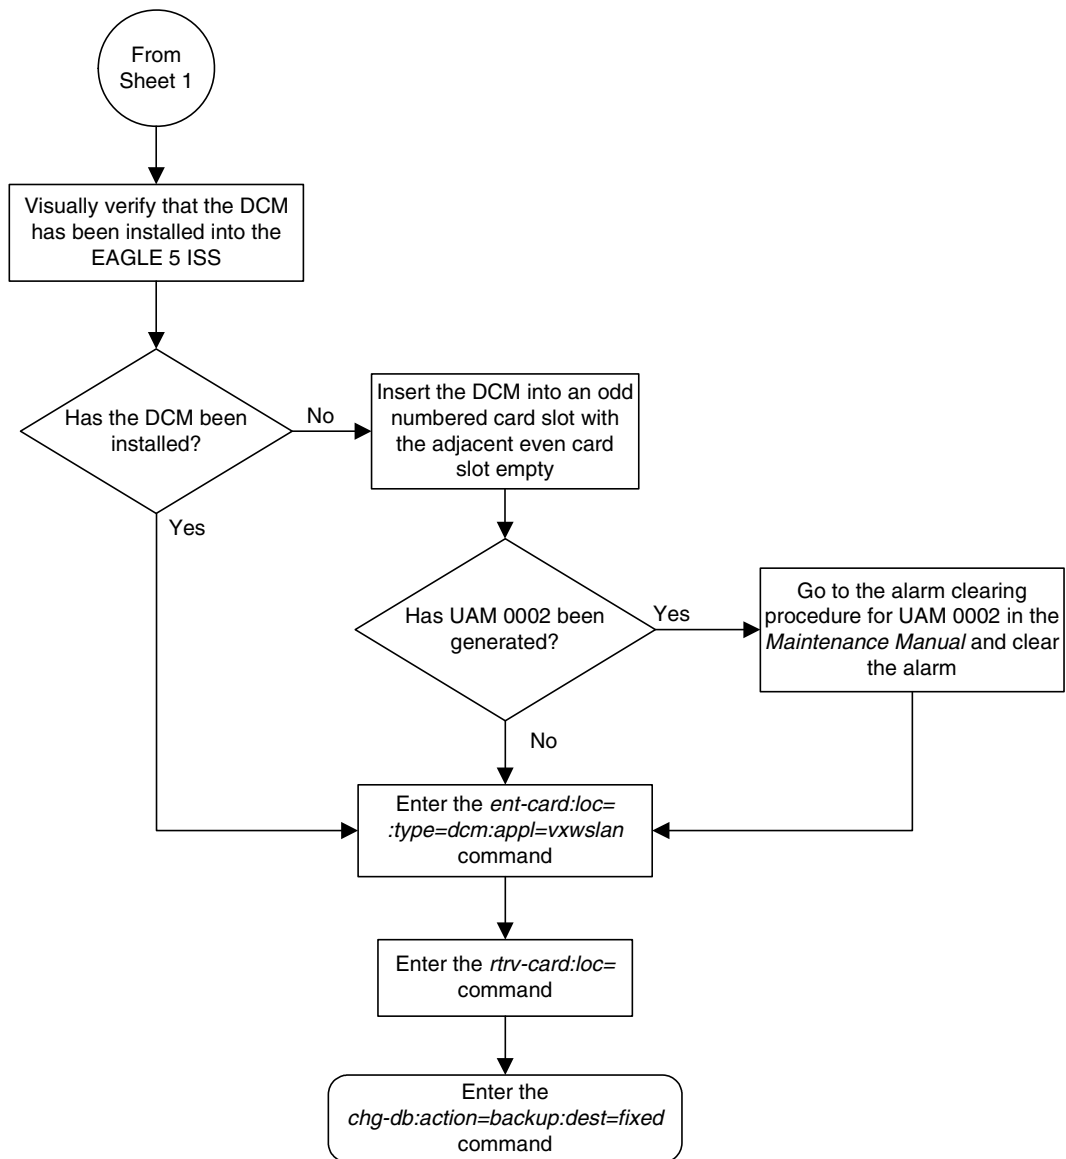 From
Sheet 1
Visually verify that the DCM
has been installed into the
EAGLE 5 ISS
Has the DCM been
installed?
No
Yes
Insert the DCM into an odd
numbered card slot with
the adjacent even card
slot empty
Has UAM 0002 been
generated?
Yes
No
Go to the alarm clearing
procedure for UAM 0002 in the
Maintenance Manual and clear
the alarm
Enter the ent-card:loc=
:type=dcm:appl=vxwslan
command
Enter the rtrv-card:loc=
command
Enter the
chg-db:action=backup:dest=fixed
command